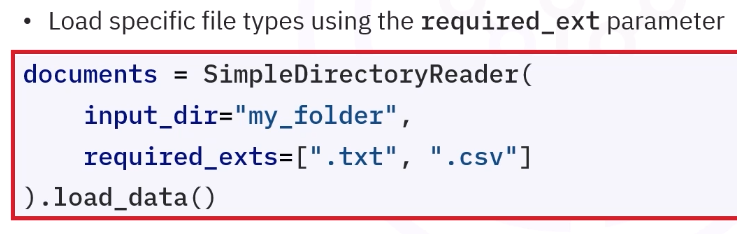 • Load specific file types using the required_ext parameter
documents = SimpleDirectoryReader(
    input_dir="my_folder",
    required_exts=[".txt", ".csv"]
).load_data()